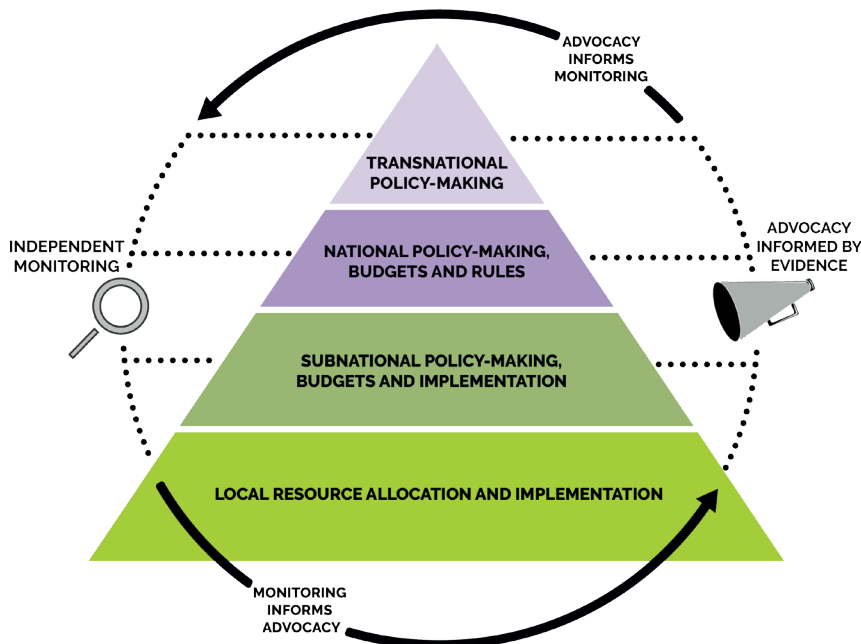 ADVOCACY
INFORMS
MONITORING
TRANSNATIONAL
POLICY-MAKING
INDEPENDENT
MONITORING
NATIONAL POLICY-MAKING,
BUDGETS AND RULES
ADVOCACY
INFORMED BY
EVIDENCE
SUBNATIONAL POLICY-MAKING,
BUDGETS AND IMPLEMENTATION
LOCAL RESOURCE ALLOCATION AND IMPLEMENTATION
MONITORING
INFORMS
ADVOCACY